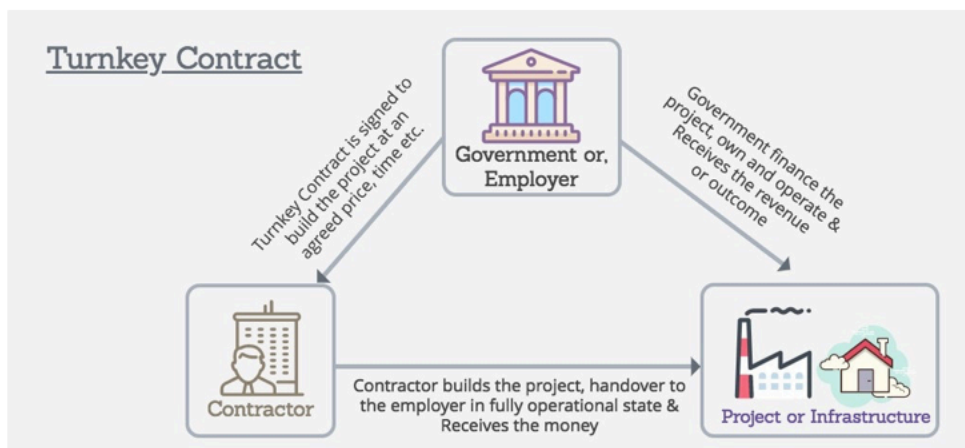 Turnkey Contract
Government or,
Employer
Turnkey Contract is signed to
build the project at an
agreed price, time etc.
Government finance the
project, own and operate &
Receives the revenue
or outcome
Contractor
Contractor builds the project, handover to
the employer in fully operational state &
Receives the money
Project or Infrastructure